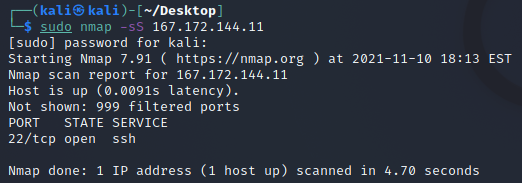 ┌──(kali㉿kali)-[~/Desktop]
└─$ sudo nmap -sS 167.172.144.11
[sudo] password for kali:
Starting Nmap 7.91 ( https://nmap.org ) at 2021-11-10 18:13 EST
Nmap scan report for 167.172.144.11
Host is up (0.0091s latency).
Not shown: 999 filtered ports
PORT   STATE SERVICE
22/tcp open  ssh
Nmap done: 1 IP address (1 host up) scanned in 4.70 seconds